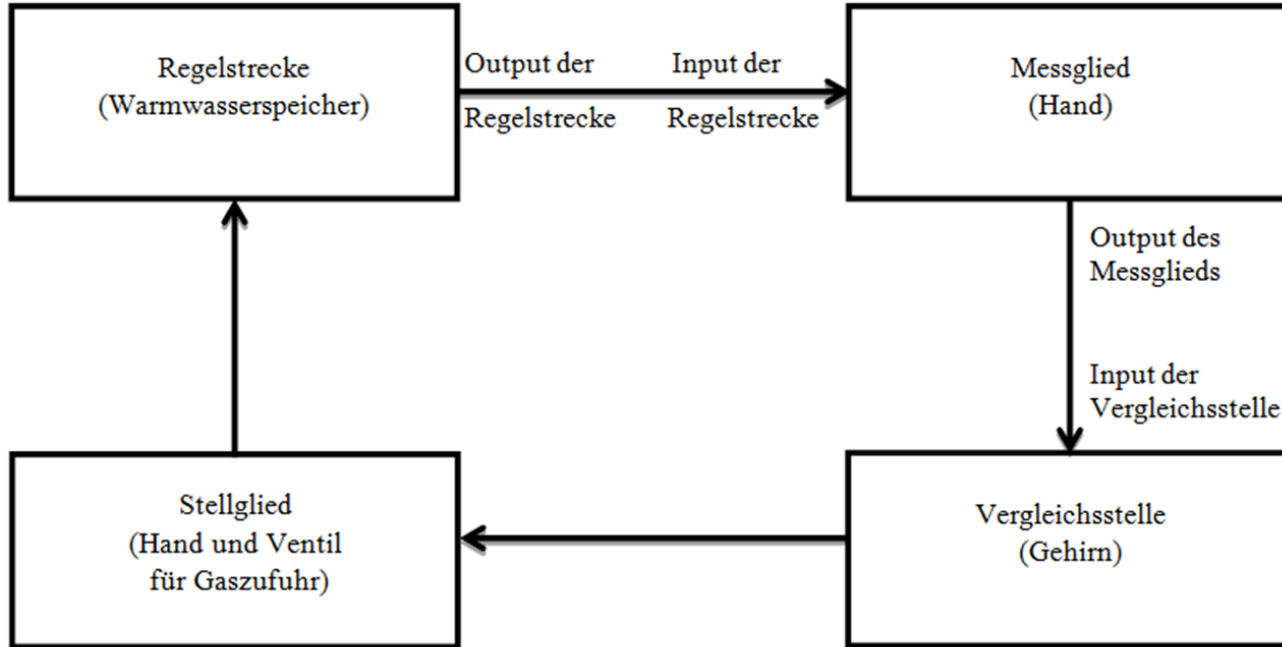 Regelstrecke
(Warmwasserspeicher)
Output der
Regelstrecke
Input der
Regelstrecke
Messglied
(Hand)
Output des
Messglieds
Input der
Vergleichsstelle
Stellglied
(Hand und Ventil
für Gaszufuhr)
Vergleichsstelle
(Gehirn)